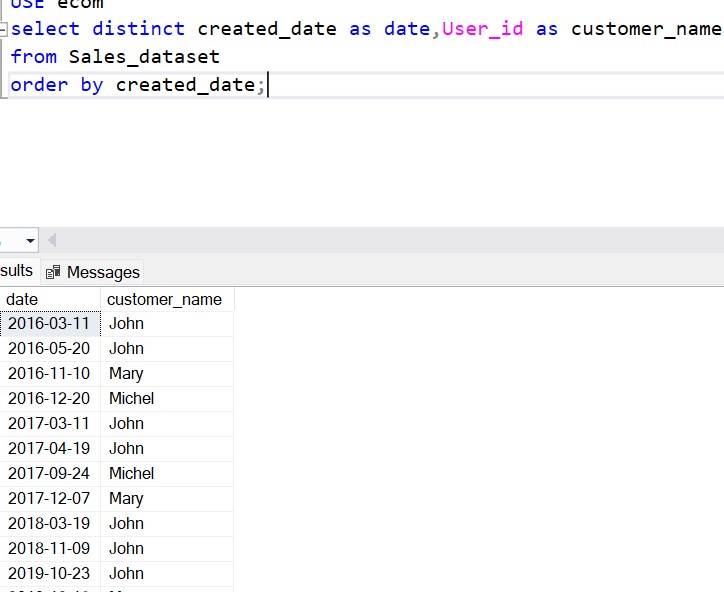 USE ecom
select distinct created_date as date,User_id as customer_name
from Sales_dataset
order by created_date;
sults Messages
date customer_name
2016-03-11 John
2016-05-20 John
2016-11-10 Mary
2016-12-20 Michel
2017-03-11 John
2017-04-19 John
2017-09-24 Michel
2017-12-07 Mary
2018-03-19 John
2018-11-09 John
2019-10-23 John